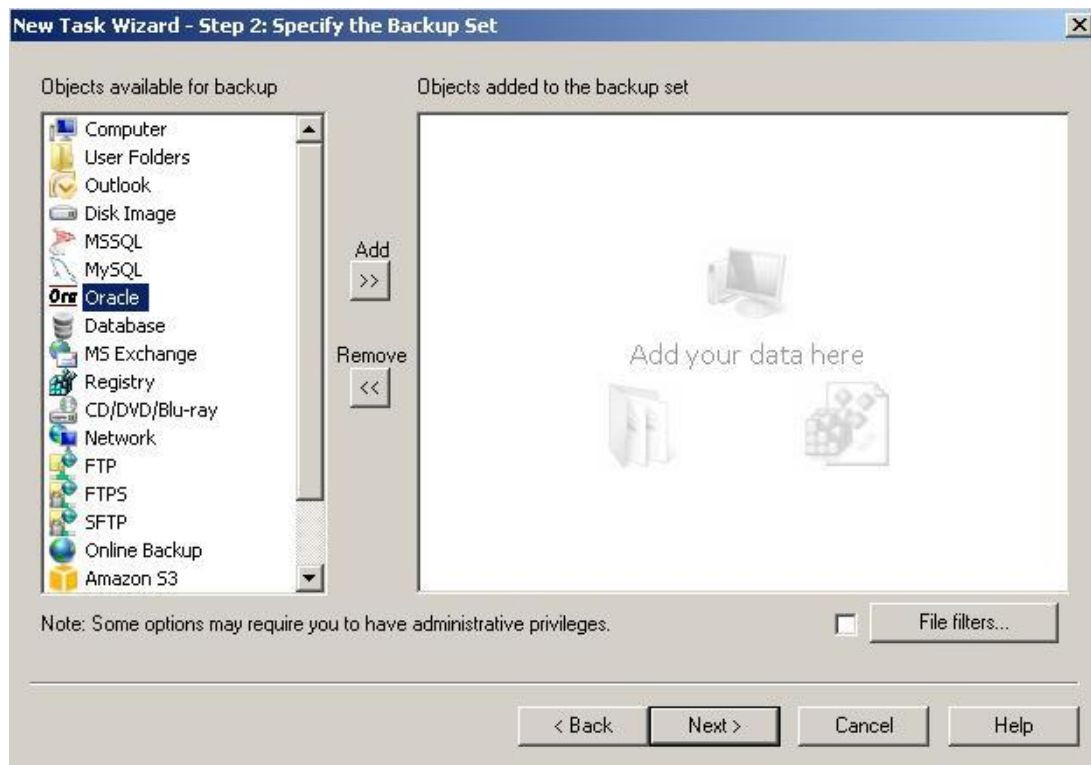 New Task Wizard - Step 2: Specify the Backup Set
Objects available for backup
Objects added to the backup set
Computer
User Folders
Outlook
Disk Image
MSSQL
MySQL
Ora Oracle
Database
MS Exchange
Registry
CD/DVD/Blu-ray
Network
FTP
FTPS
SFTP
Online Backup
Amazon S3
Add
>>
Remove
<<
Add your data here
Note: Some options may require you to have administrative privileges.
File filters...
< Back
Next >
Cancel
Help